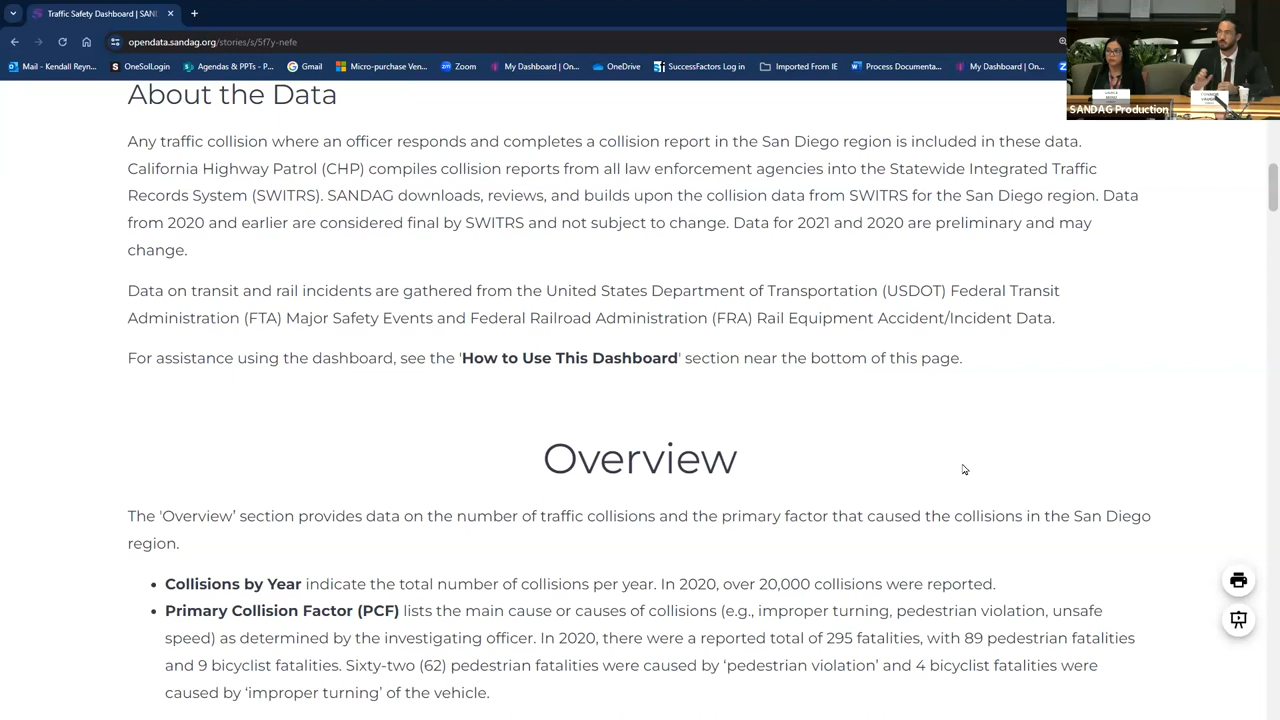 Traffic Safety Dashboard | SAN
opendata.sandag.org/stories/s/5f7y-nefe
Mail - Kendall Reyn...
OneSolLogin
Agendas & PPTs - P...
Gmail
Micro-purchase tem...
Zoom
My Dashboard | On...
OneDrive
SuccessFactors Log in
Imported From IE
Process Documenta...
My Dashboard | On...
SANDAG Production
About the Data
Any traffic collision where an officer responds and completes a collision report in the San Diego region is included in these data.
California Highway Patrol (CHP) compiles collision reports from all law enforcement agencies into the Statewide Integrated Traffic
Records System (SWITRS). SANDAG downloads, reviews, and builds upon the collision data from SWITRS for the San Diego region. Data
from 2020 and earlier are considered final by SWITRS and not subject to change. Data for 2021 and 2020 are preliminary and may
change.
Data on transit and rail incidents are gathered from the United States Department of Transportation (USDOT) Federal Transit
Administration (FTA) Major Safety Events and Federal Railroad Administration (FRA) Rail Equipment Accident/Incident Data.
For assistance using the dashboard, see the 'How to Use This Dashboard' section near the bottom of this page.
Overview
The 'Overview' section provides data on the number of traffic collisions and the primary factor that caused the collisions in the San Diego
region.
• Collisions by Year indicate the total number of collisions per year. In 2020, over 20,000 collisions were reported.
• Primary Collision Factor (PCF) lists the main cause or causes of collisions (e.g., improper turning, pedestrian violation, unsafe
speed) as determined by the investigating officer. In 2020, there were a reported total of 295 fatalities, with 89 pedestrian fatalities
and 9 bicyclist fatalities. Sixty-two (62) pedestrian fatalities were caused by 'pedestrian violation' and 4 bicyclist fatalities were
caused by 'improper turning' of the vehicle.